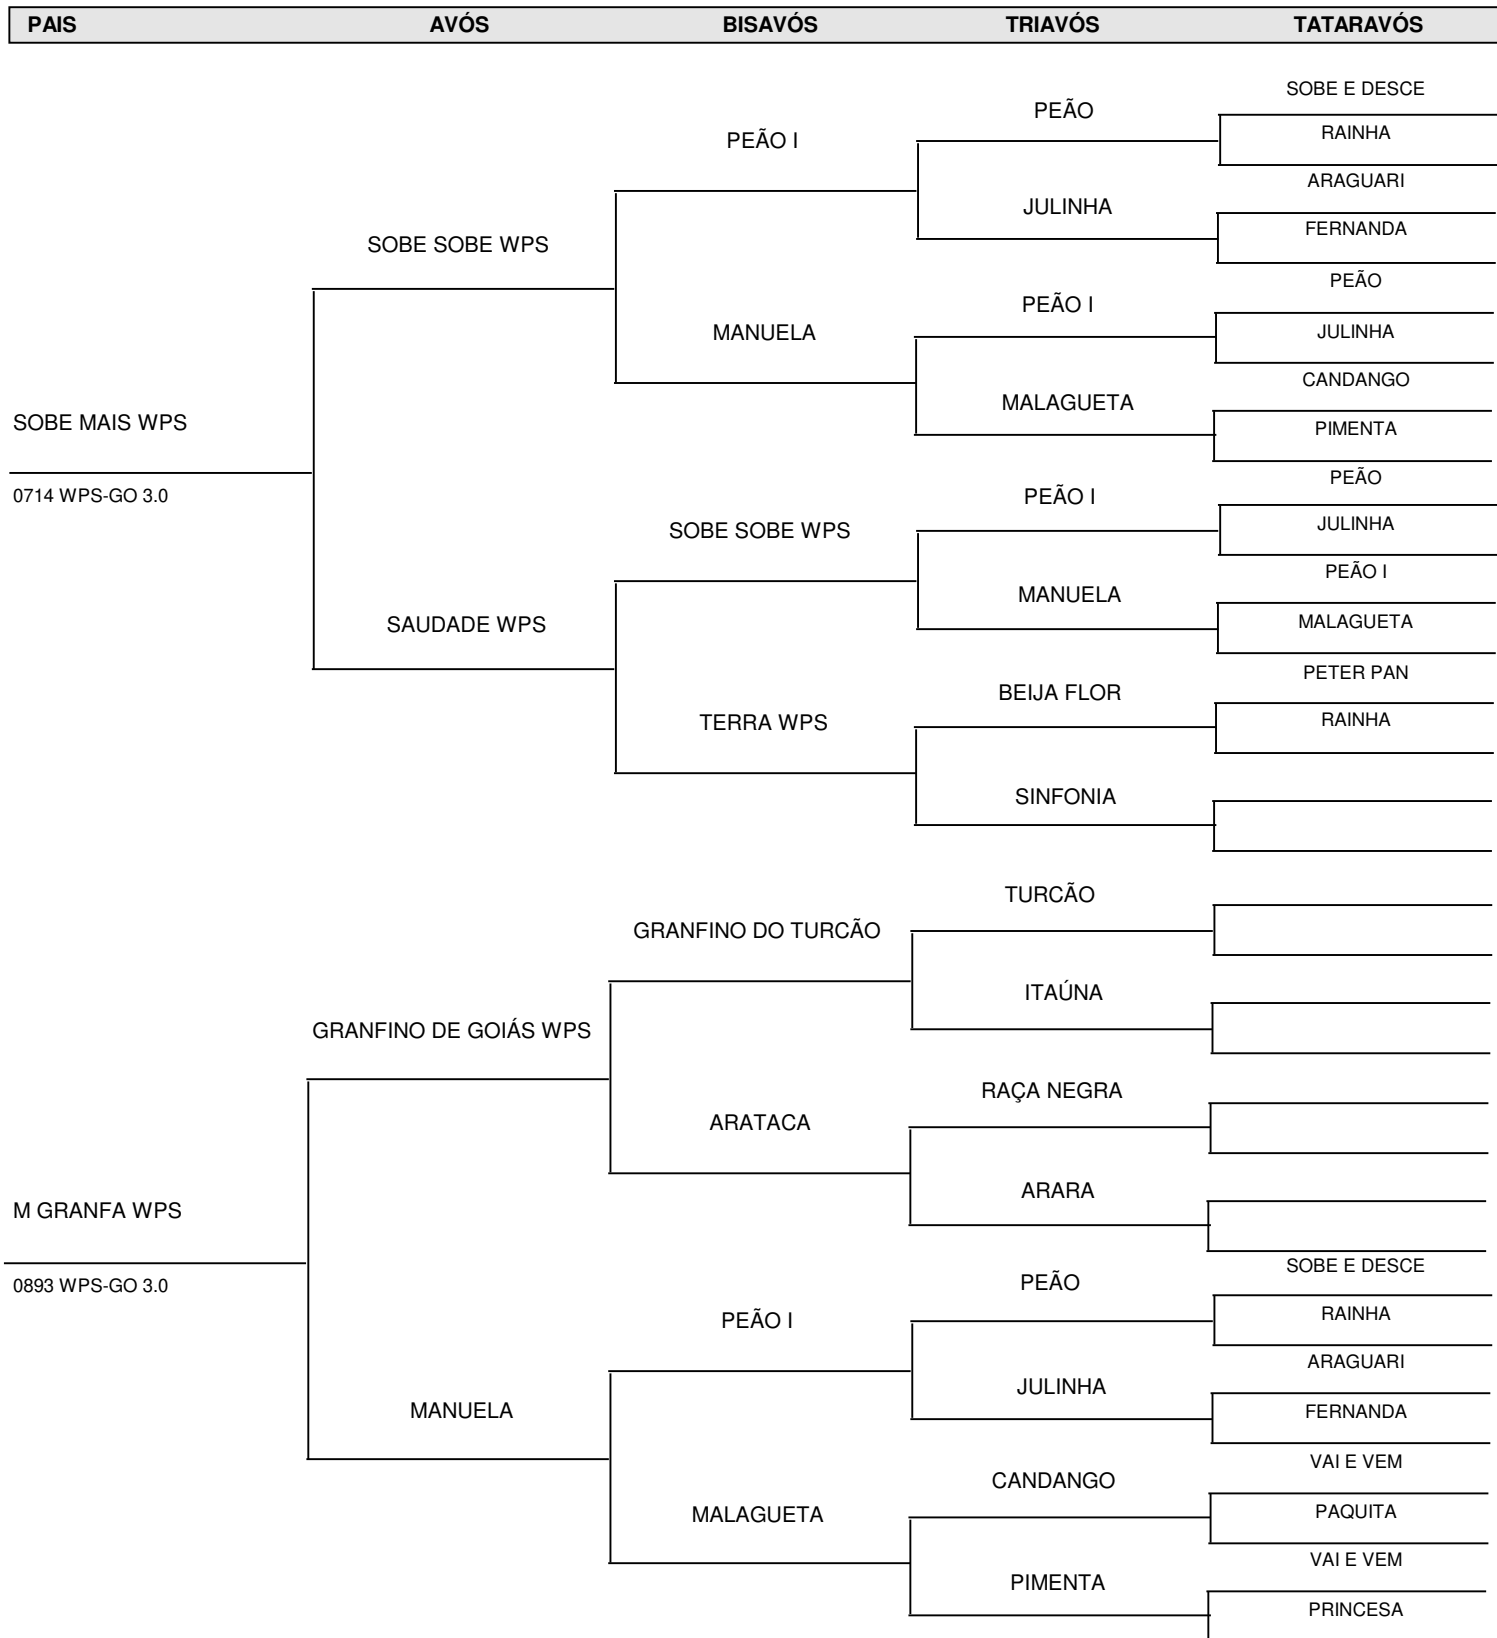 PAIS AVÓS BISAVÓS TRIAVÓS TATARAVÓS
SOBE E DESCE
PEÃO
RAINHA
PEÃO I
ARAGUARI
JULINHA
FERNANDA
SOBE SOBE WPS
PEÃO
PEÃO I
JULINHA
MANUELA
CANDANGO
MALAGUETA
SOBE MAIS WPS
PIMENTA
PEÃO
0714 WPS-GO 3.0
PEÃO I
JULINHA
SOBE SOBE WPS
PEÃO I
MANUELA
MALAGUETA
SAUDADE WPS
PETER PAN
BEIJA FLOR
RAINHA
TERRA WPS
SINFONIA
TURCÃO
GRANFINO DO TURCÃO
ITAÚNA
GRANFINO DE GOIÁS WPS
RAÇA NEGRA
ARATACA
ARARA
M GRANFA WPS
SOBE E DESCE
0893 WPS-GO 3.0
PEÃO
RAINHA
PEÃO I
ARAGUARI
JULINHA
FERNANDA
MANUELA
VAI E VEM
CANDANGO
PAQUITA
MALAGUETA
VAI E VEM
PIMENTA
PRINCESA